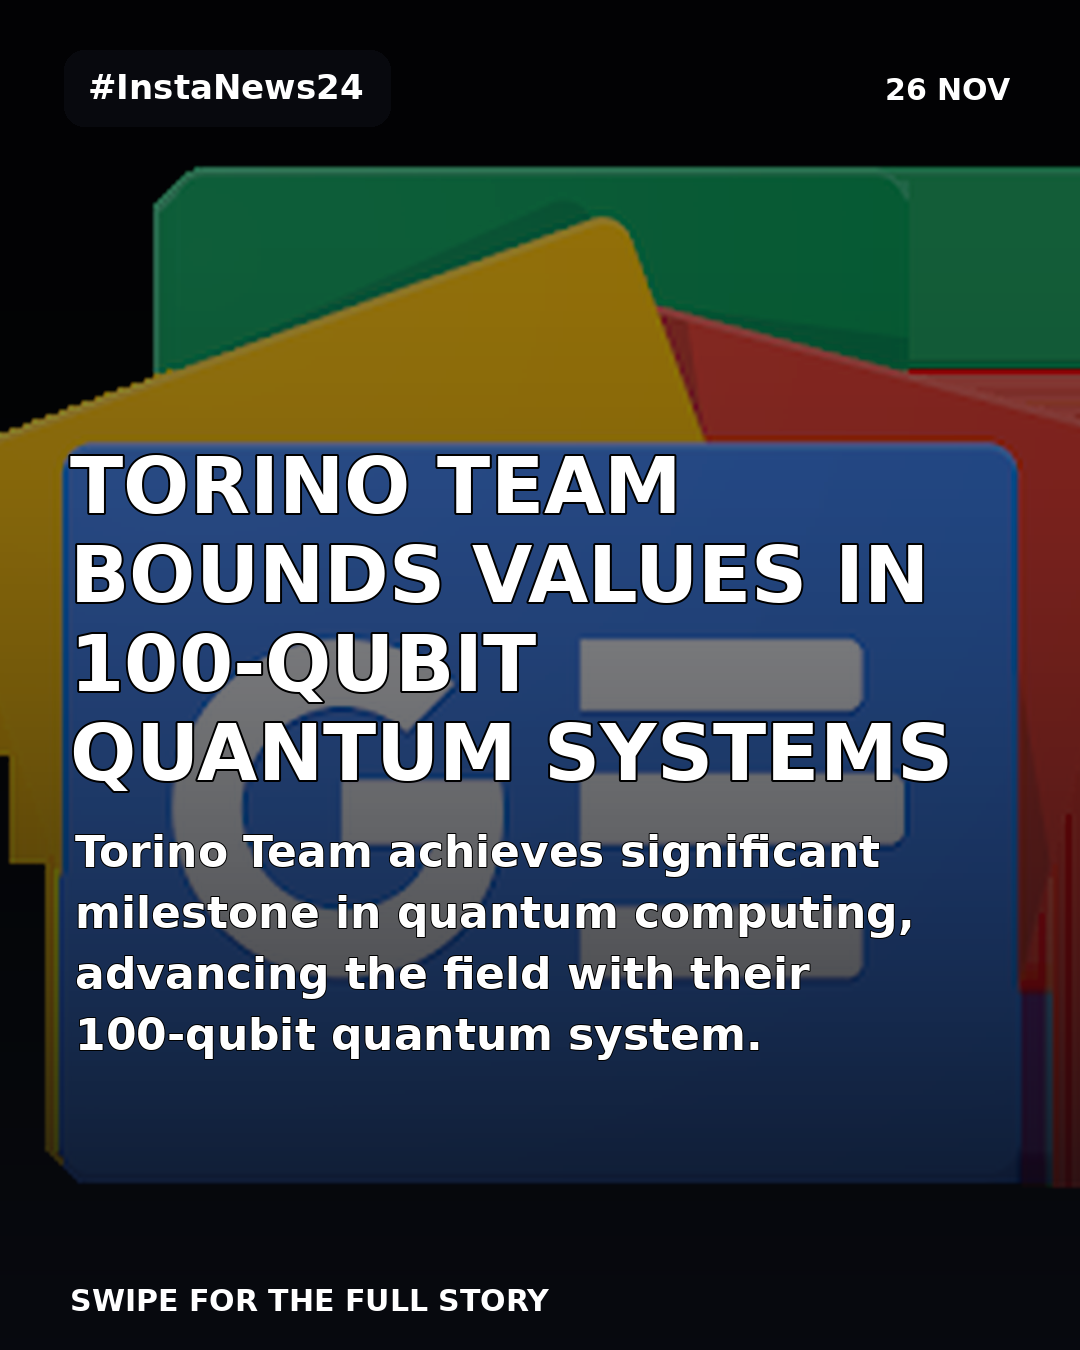 #InstaNews24
26 NOV
TORINO TEAM
BOUNDS VALUES IN
100-QUBIT
QUANTUM SYSTEMS
Torino Team achieves significant
milestone in quantum computing,
advancing the field with their
100-qubit quantum system.
SWIPE FOR THE FULL STORY